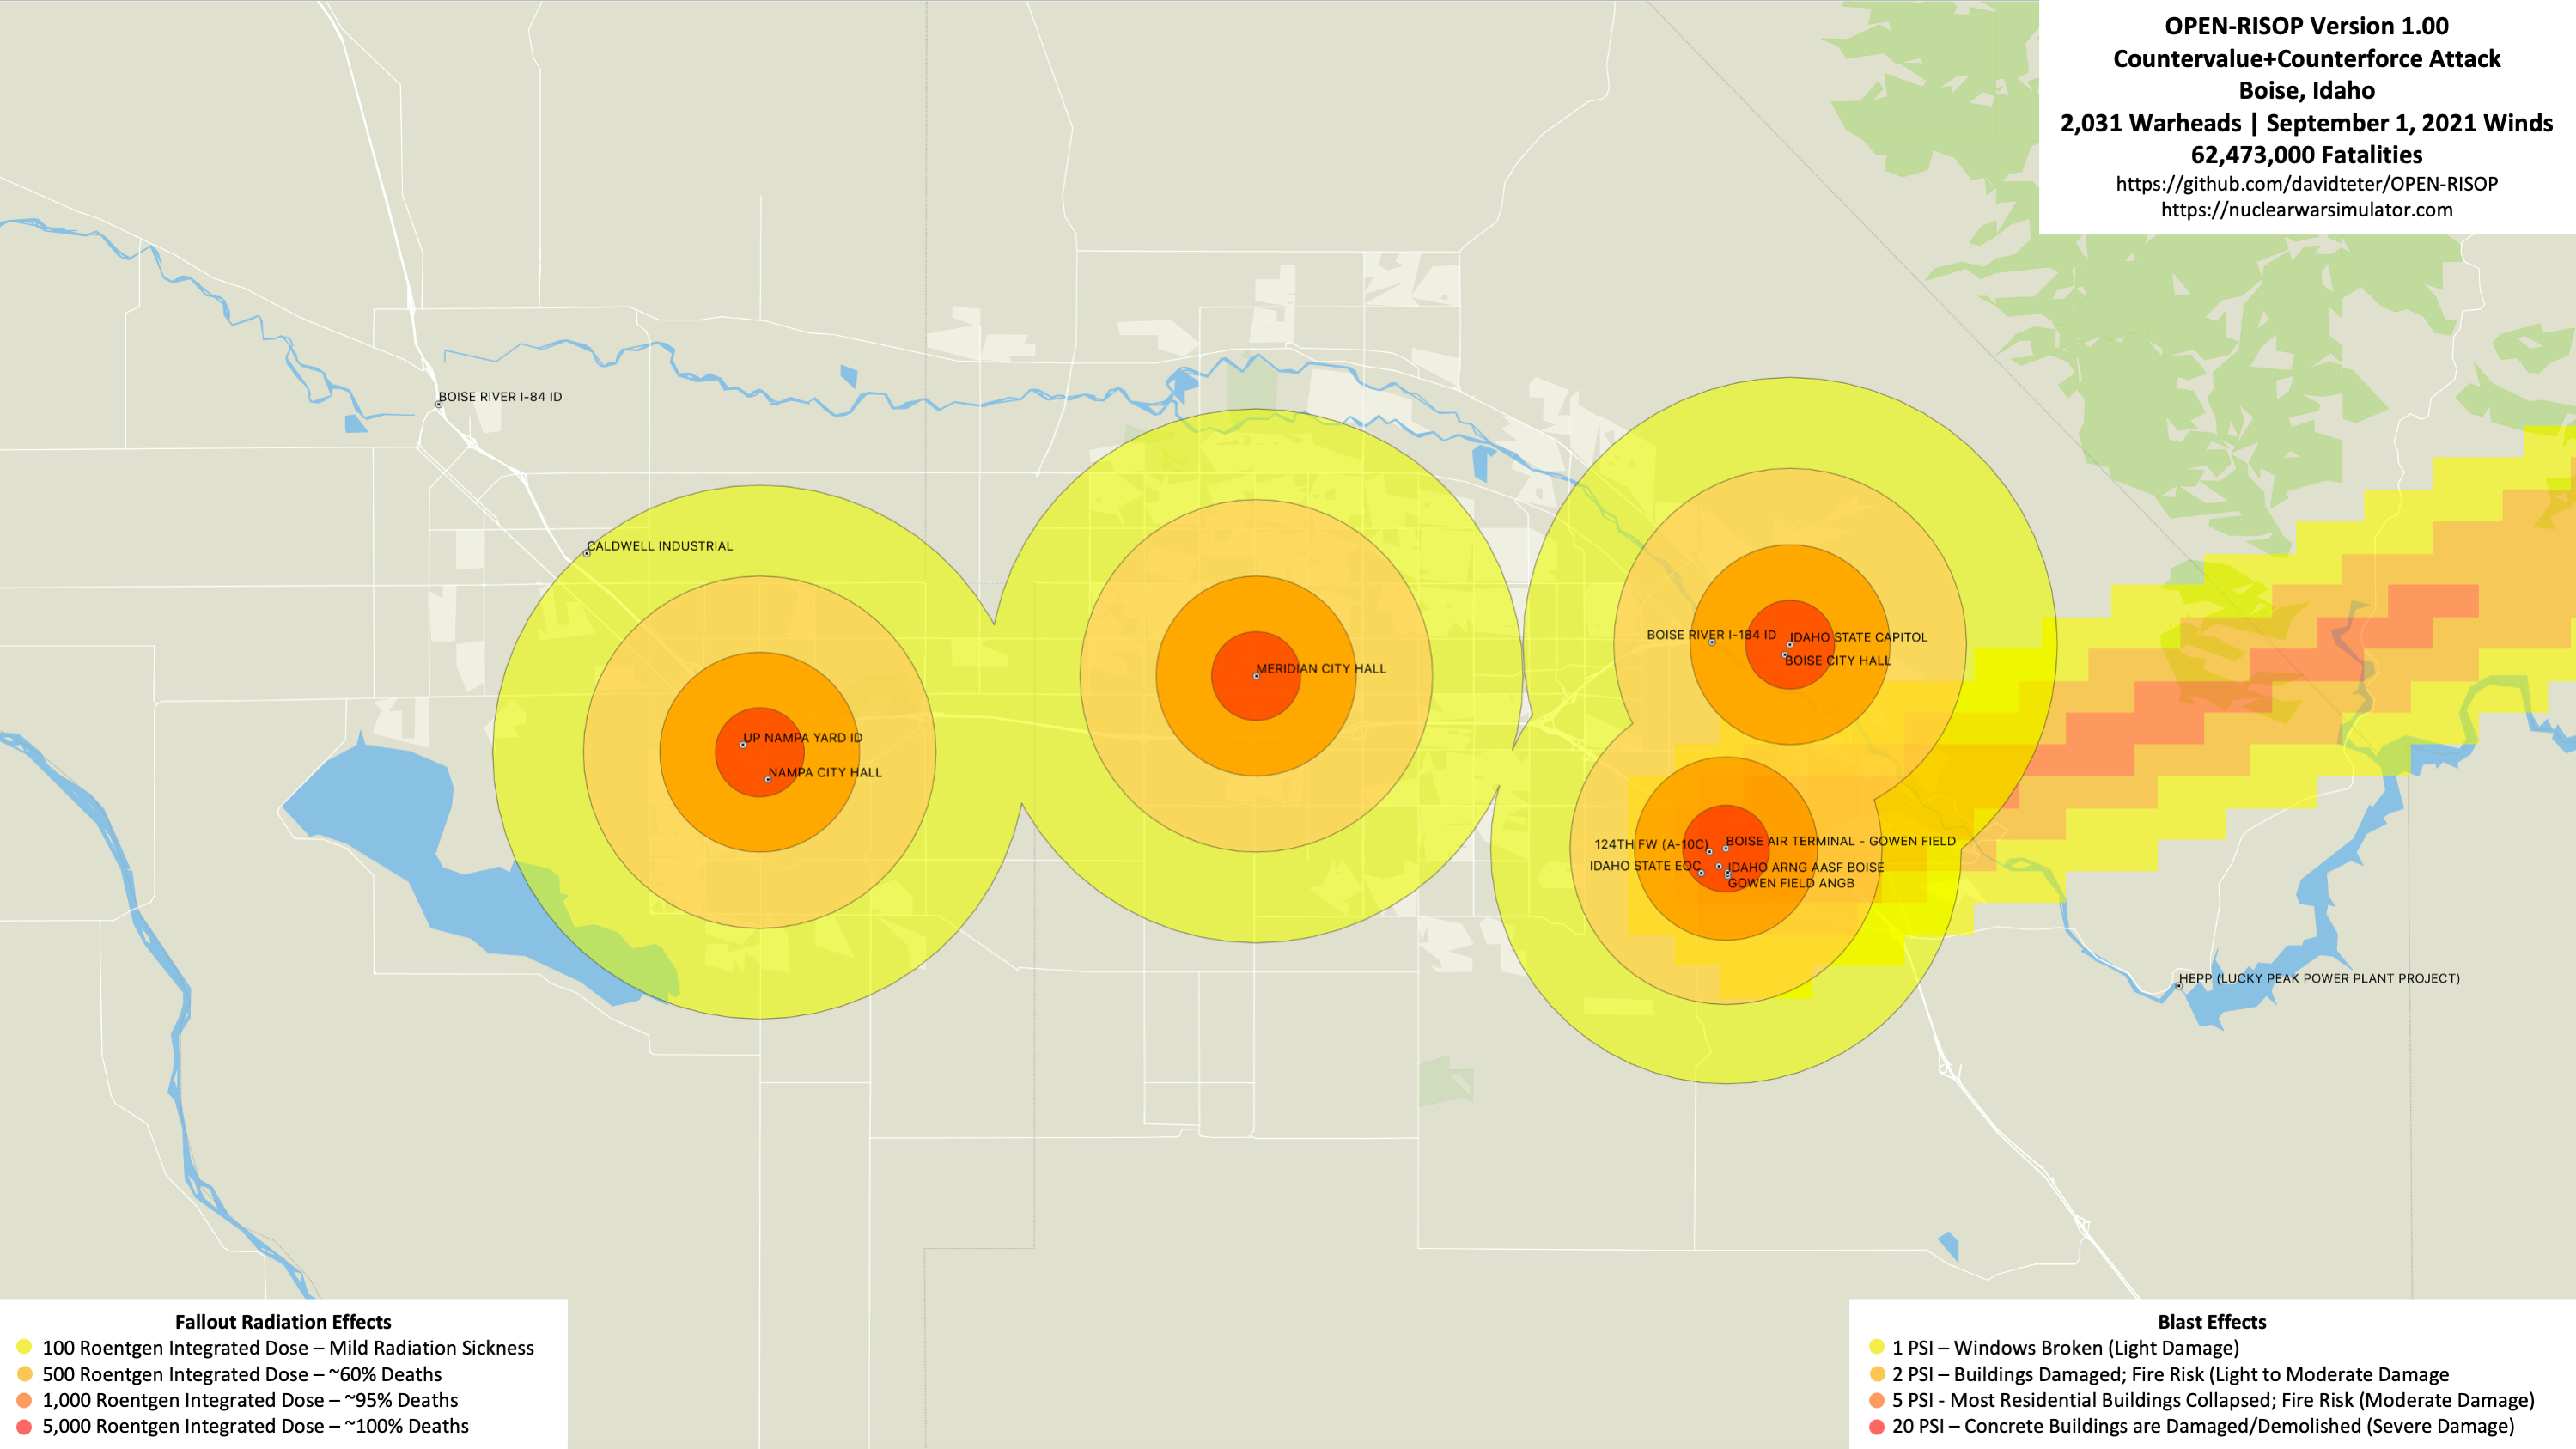 OPEN-RISOP Version 1.00
Countervalue+Counterforce Attack
Boise, Idaho
2,031 Warheads | September 1, 2021 Winds
62,473,000 Fatalities
https://github.com/davidteter/OPEN-RISOP
https://nuclearwarsimulator.com
BOISE RIVER I-84 ID
CALDWELL INDUSTRIAL
BOISE RIVER I-184 ID
IDAHO STATE CAPITOL
BOISE CITY HALL
MERIDIAN CITY HALL
UP NAMPA YARD ID
NAMPA CITY HALL
124TH FW (A-10C)
BOISE AIR TERMINAL - GOWEN FIELD
IDAHO STATE EOC
IDAHO ARNG AASF BOISE
GOWEN FIELD ANGB
HEPP (LUCKY PEAK POWER PLANT PROJECT)
Fallout Radiation Effects
100 Roentgen Integrated Dose – Mild Radiation Sickness
500 Roentgen Integrated Dose – ~60% Deaths
1,000 Roentgen Integrated Dose – ~95% Deaths
5,000 Roentgen Integrated Dose – ~100% Deaths
Blast Effects
1 PSI – Windows Broken (Light Damage)
2 PSI – Buildings Damaged; Fire Risk (Light to Moderate Damage
5 PSI - Most Residential Buildings Collapsed; Fire Risk (Moderate Damage)
20 PSI – Concrete Buildings are Damaged/Demolished (Severe Damage)